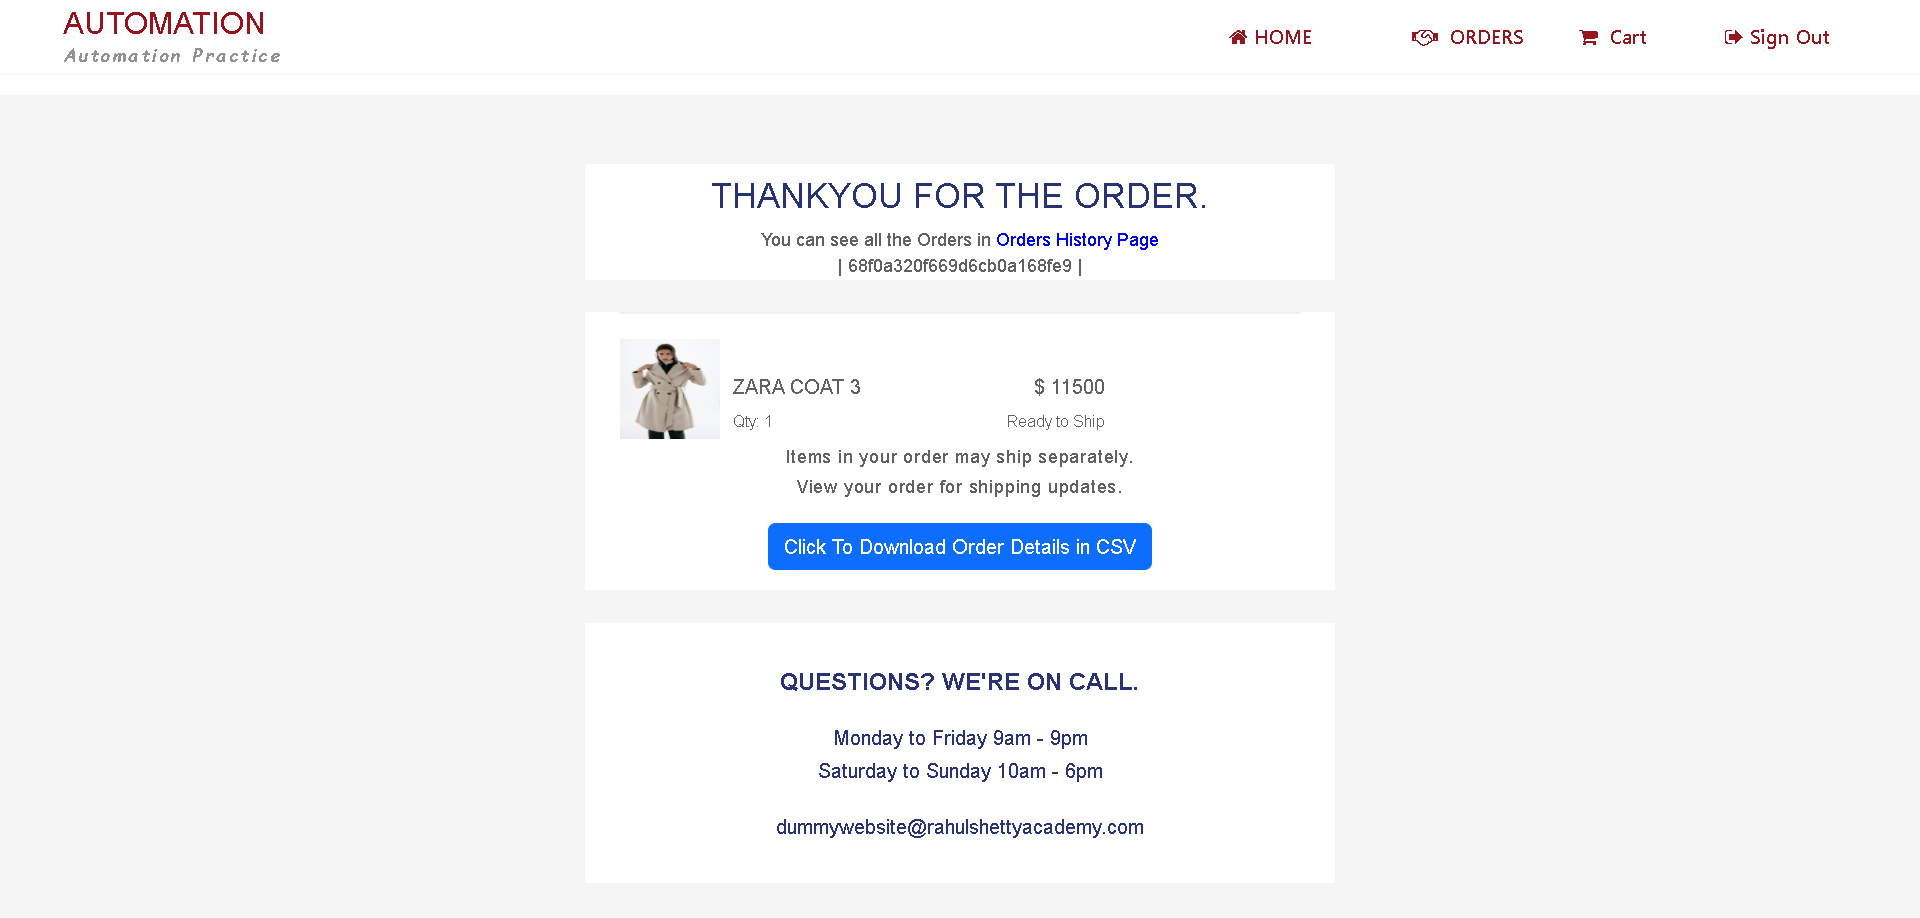 AUTOMATION
Automation Practice
HOME
ORDERS
Cart
Sign Out
THANKYOU FOR THE ORDER.
You can see all the Orders in Orders History Page
| 68f0a320f669d6cb0a168fe9 |
ZARA COAT 3
$ 11500
Qty: 1
Ready to Ship
Items in your order may ship separately.
View your order for shipping updates.
Click To Download Order Details in CSV
QUESTIONS? WE'RE ON CALL.
Monday to Friday 9am - 9pm
Saturday to Sunday 10am - 6pm
dummywebsite@rahulshettyacademy.com